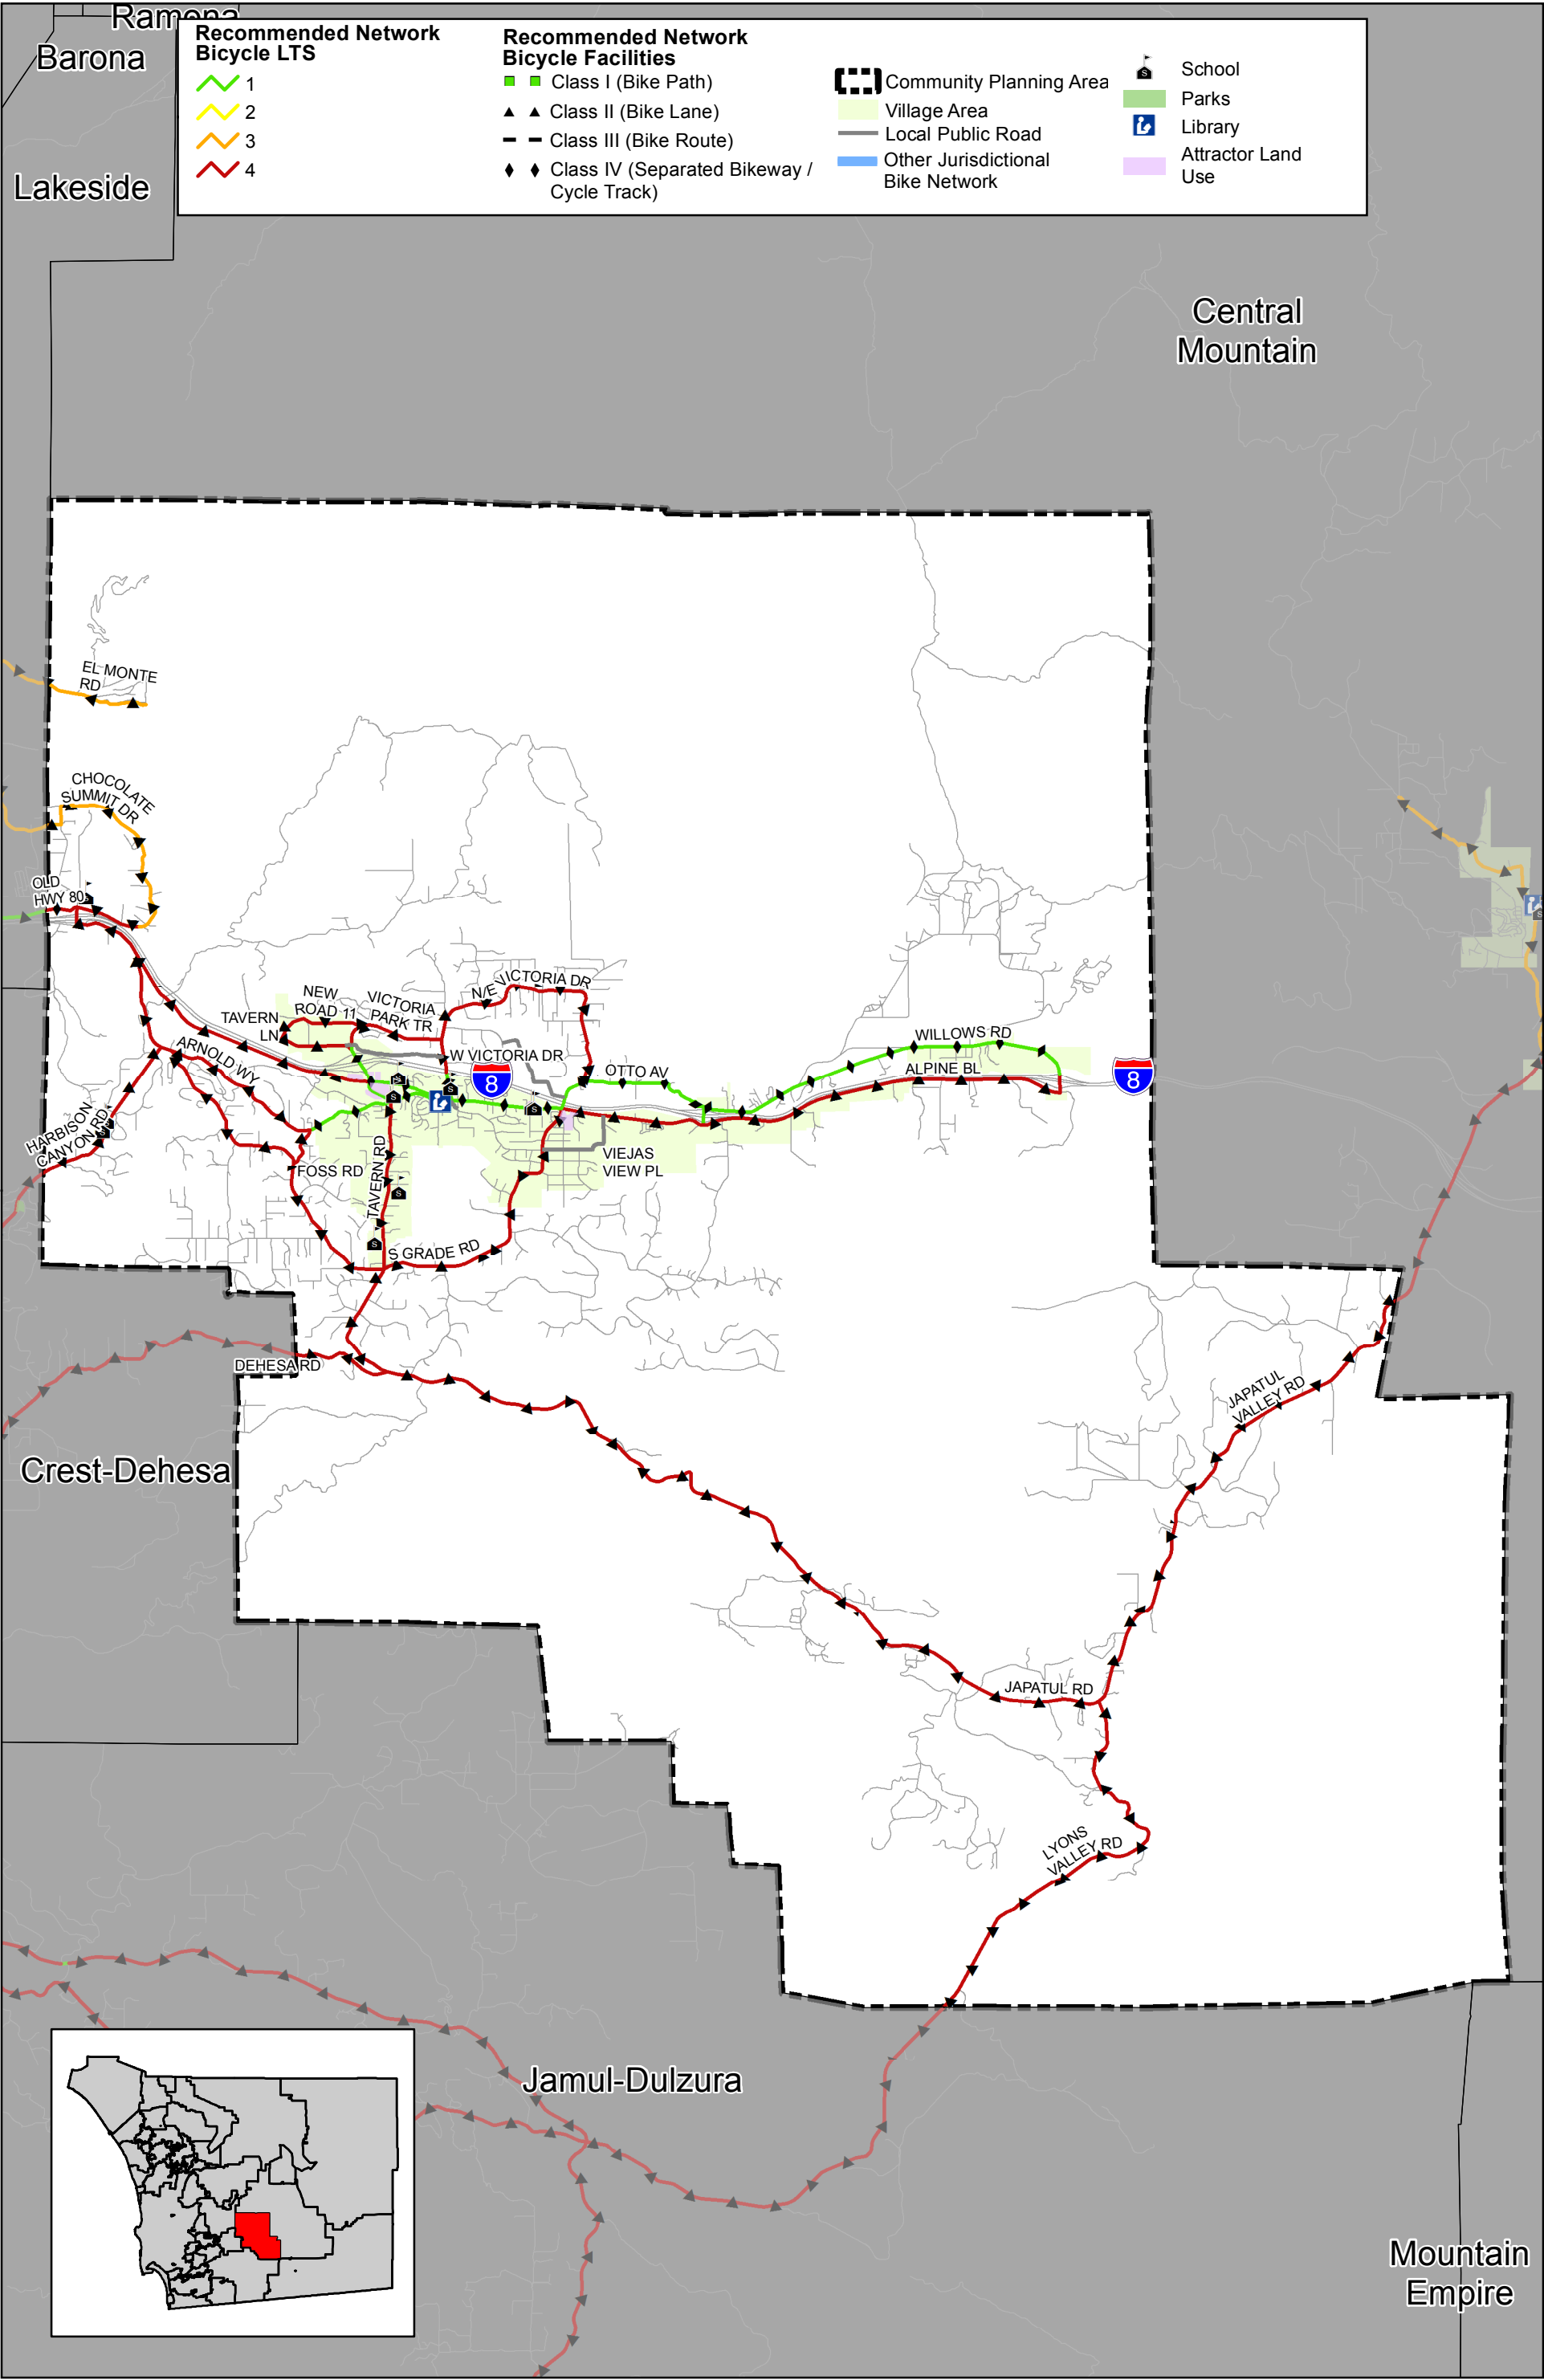 Ramona
Barona
Lakeside
Recommended Network
Bicycle LTS
1
2
3
4
Recommended Network
Bicycle Facilities
Class I (Bike Path)
Class II (Bike Lane)
Class III (Bike Route)
Class IV (Separated Bikeway /
Cycle Track)
Community Planning Area
Village Area
Local Public Road
Other Jurisdictional
Bike Network
School
Parks
Library
Attractor Land
Use
Central
Mountain
EL MONTE
RD
CHOCOLATE
SUMMIT DR
OLD
HWY 80
NEW
ROAD 11
VICTORIA
PARK TR
N/E VICTORIA DR
TAVERN
LN
W VICTORIA DR
ARNOLD WY
8
OTTO AV
WILLOWS RD
ALPINE BL
8
HARBISON
CANYON RD
FOSS RD
TAVERN RD
VIEJAS
VIEW PL
S GRADE RD
DEHESA RD
JAPATUL
VALLEY RD
Crest-Dehesa
JAPATUL RD
LYONS
VALLEY RD
Jamul-Dulzura
Mountain
Empire